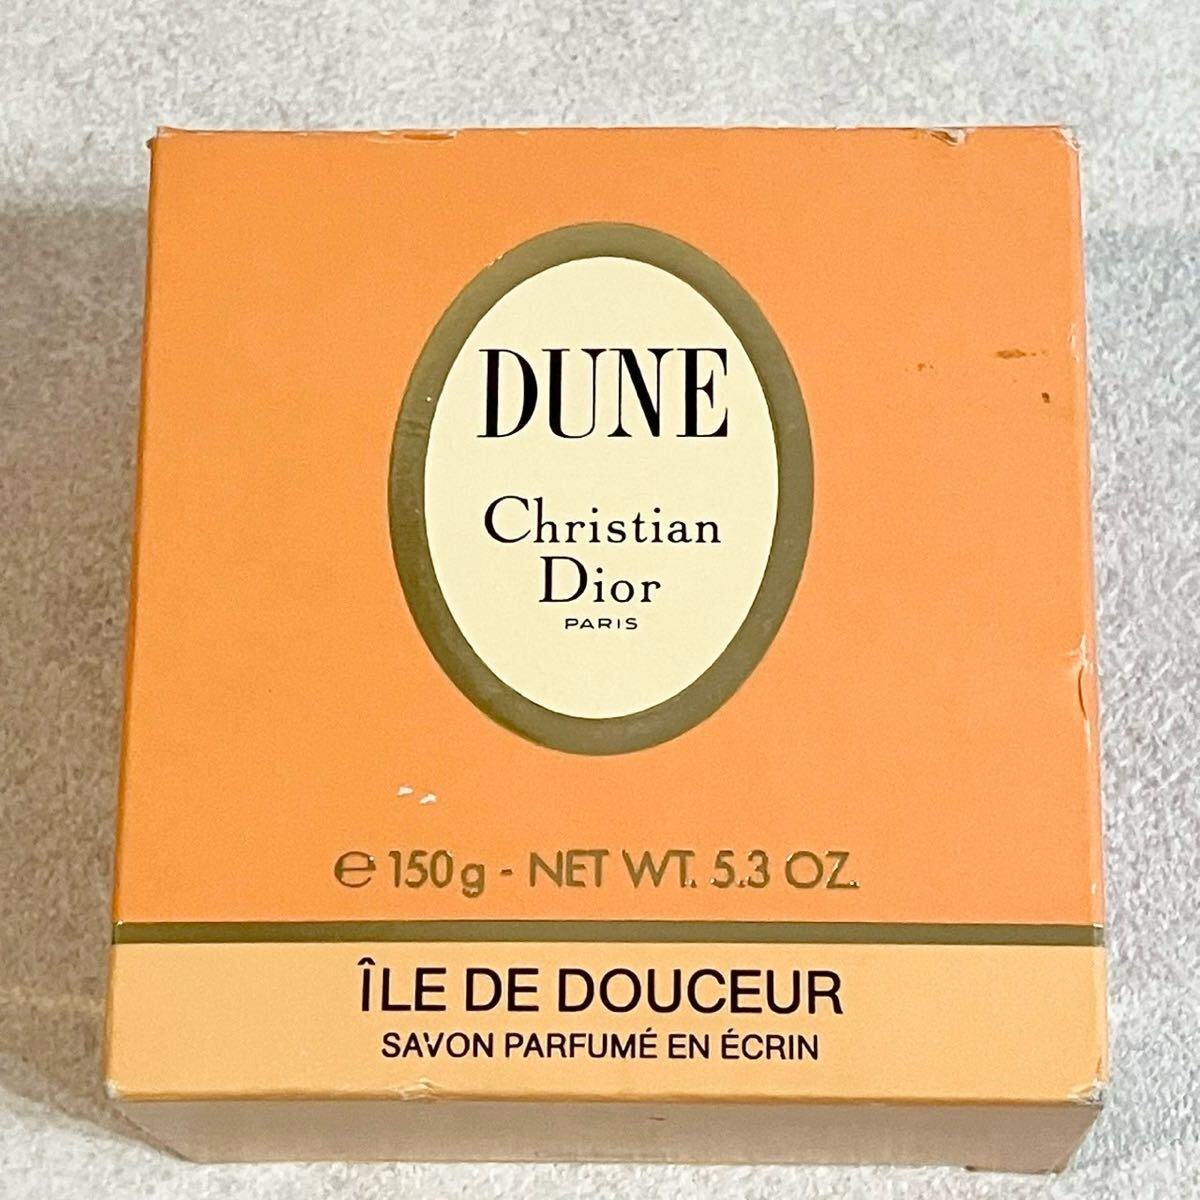 DUNE
Christian
Dior
PARIS
℮ 150g - NET WT. 5.3 OZ.
ÎLE DE DOUCEUR
SAVON PARFUMÉ EN ÉCRIN